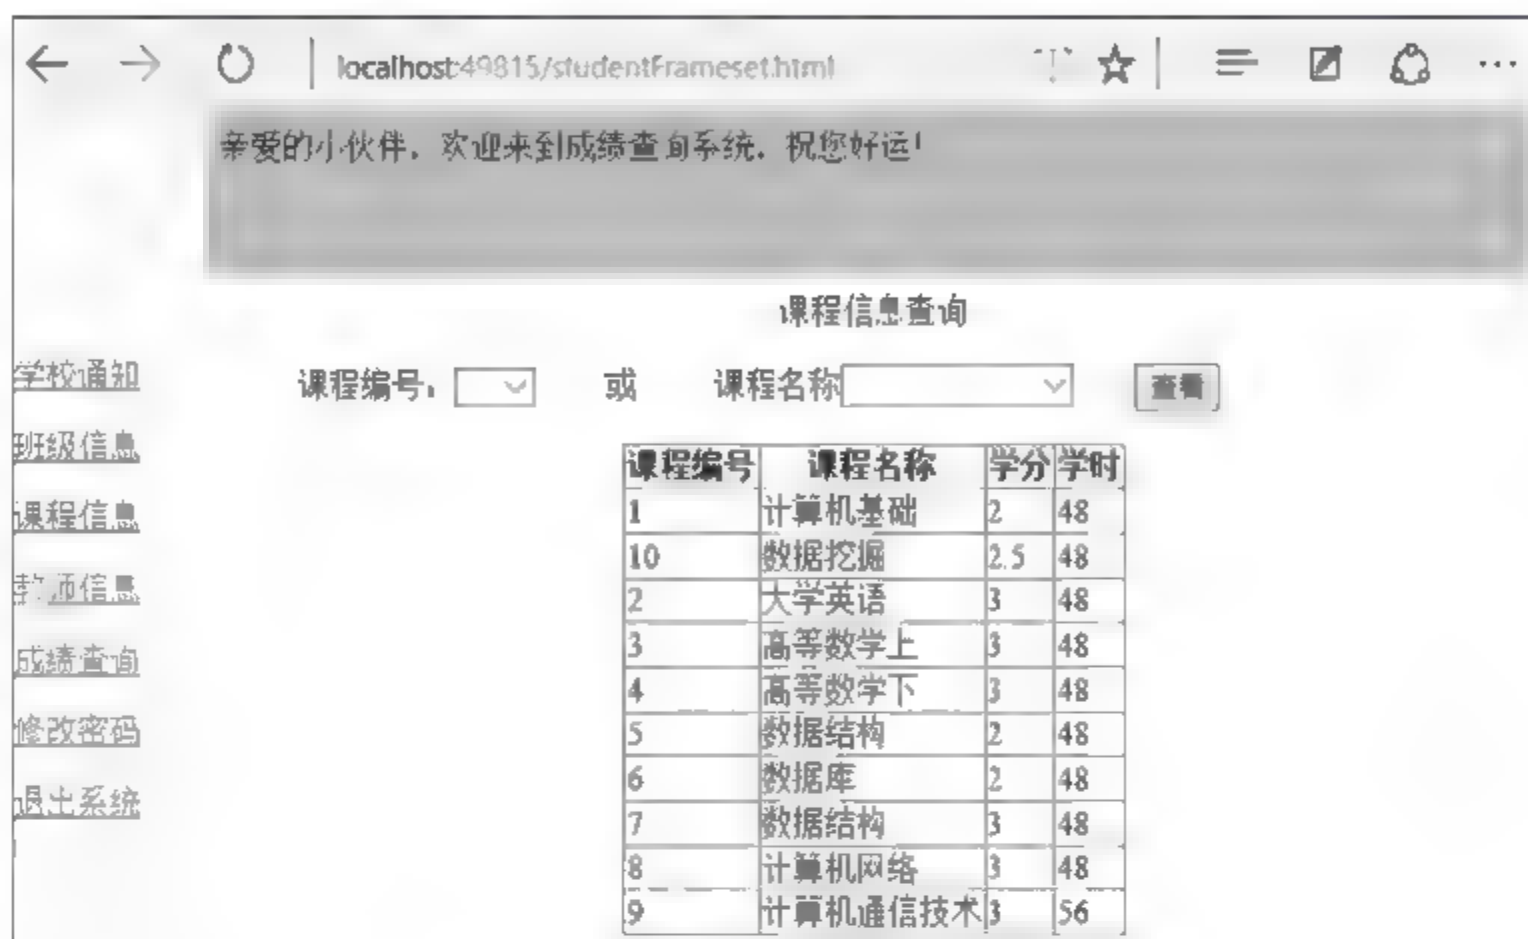 localhost:49815/studentFrameset.html
亲爱的小伙伴，欢迎来到成绩查询系统，祝您好运！
课程信息查询
学校通知
班级信息
课程信息
教师信息
成绩查询
修改密码
退出系统
课程编号： 或 课程名称 查看
课程编号 课程名称 学分 学时
1 计算机基础 2 48
10 数据挖掘 2.5 48
2 大学英语 3 48
3 高等数学上 3 48
4 高等数学下 3 48
5 数据结构 2 48
6 数据库 2 48
7 数据结构 3 48
8 计算机网络 3 48
9 计算机通信技术 3 56